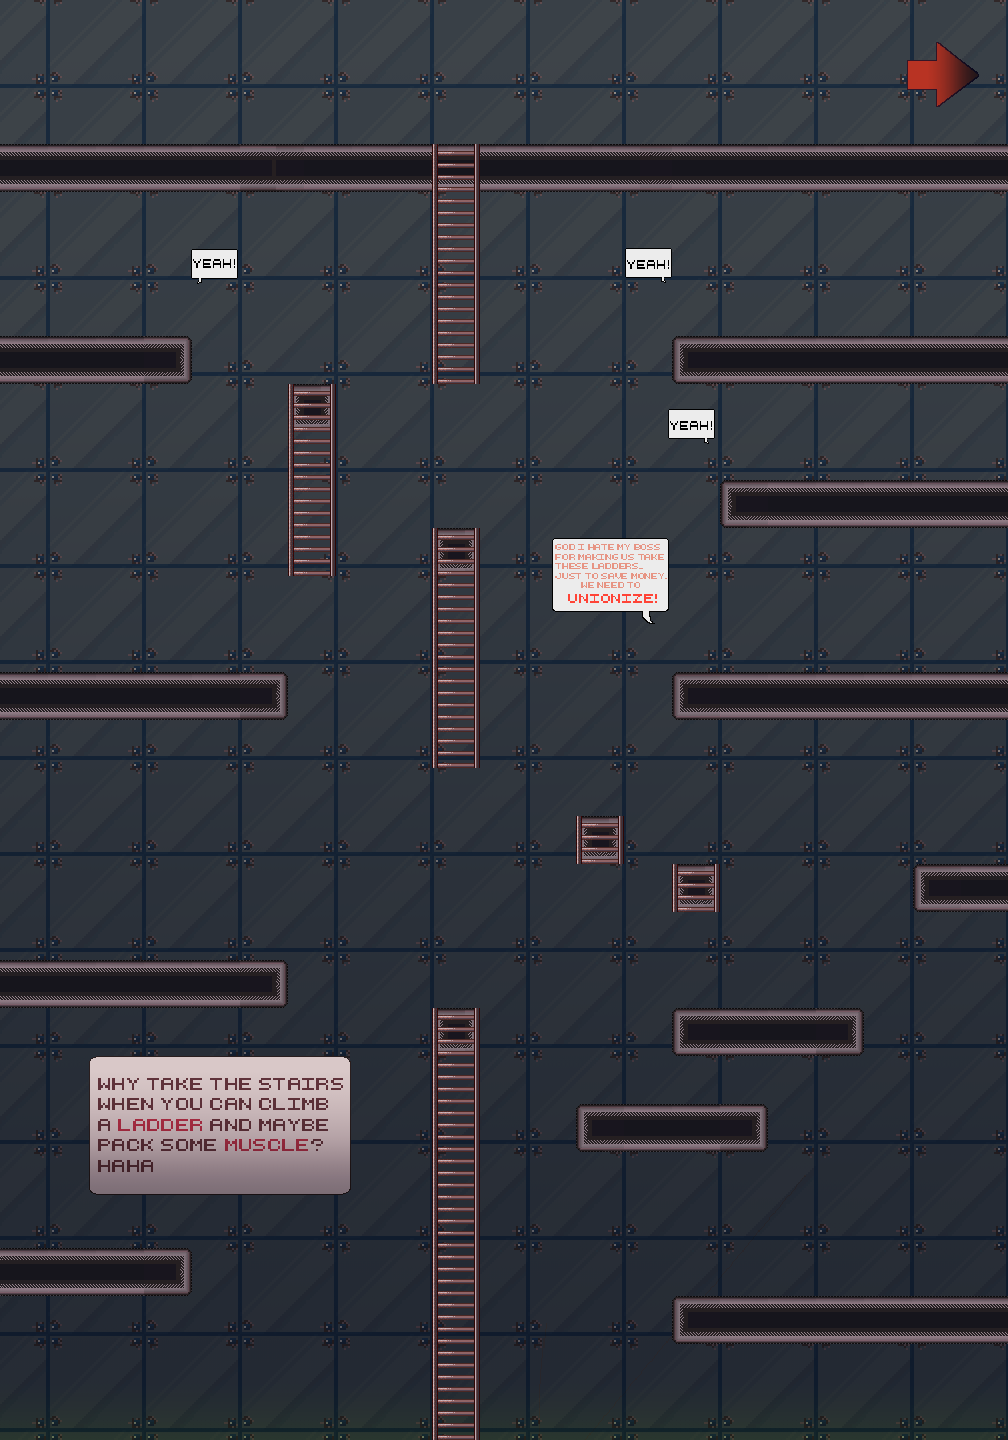 YEAH!
YEAH!
YEAH!
GOD I HATE MY BOSS
FOR MAKING US TAKE
THESE LADDERS...
JUST TO SAVE MONEY.
WE NEED TO
UNIONIZE!
WHY TAKE THE STAIRS
WHEN YOU CAN CLIMB
A LADDER AND MAYBE
PACK SOME MUSCLE?
HAHA